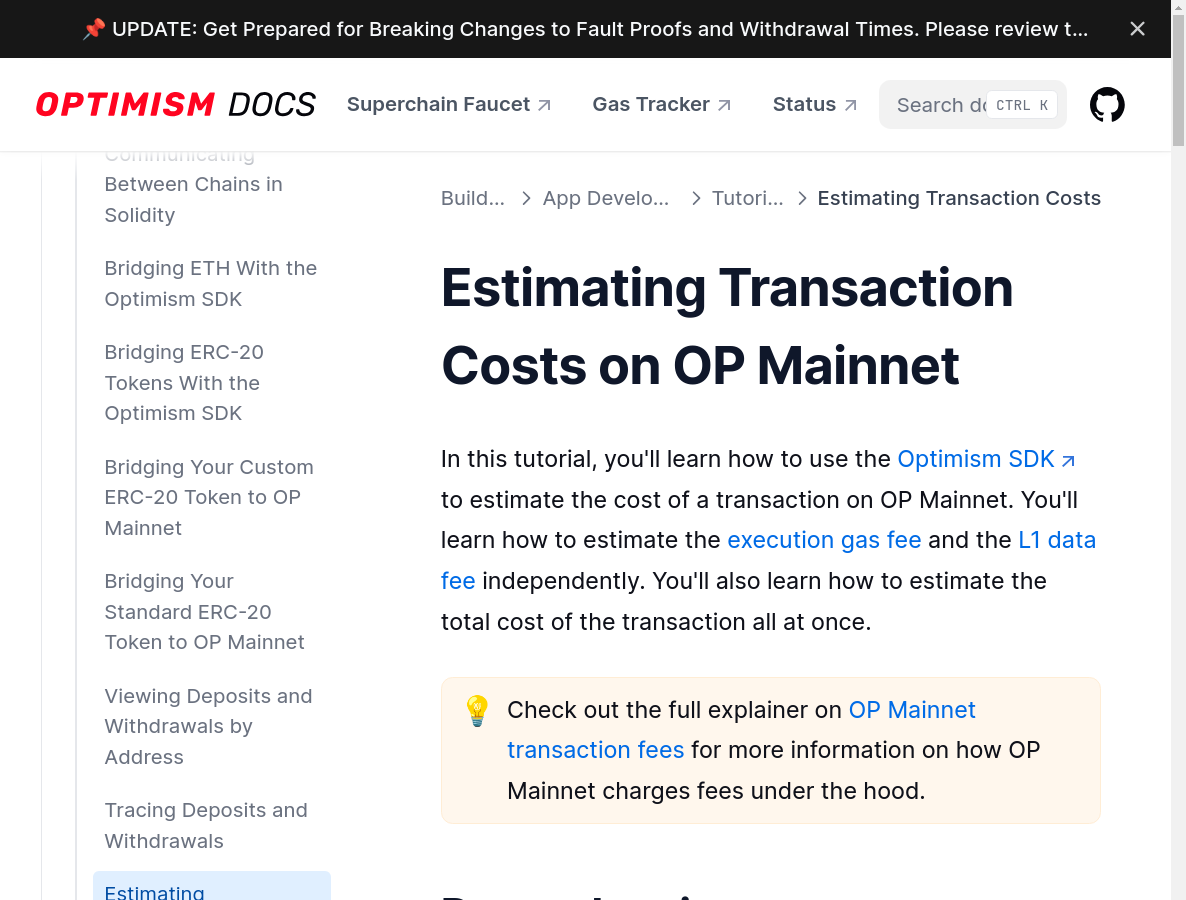 📌 UPDATE: Get Prepared for Breaking Changes to Fault Proofs and Withdrawal Times. Please review t...
OPTIMISM DOCS
Superchain Faucet
Gas Tracker
Status
Search do
CTRL K
Communicating
Between Chains in
Solidity
Bridging ETH With the
Optimism SDK
Bridging ERC-20
Tokens With the
Optimism SDK
Bridging Your Custom
ERC-20 Token to OP
Mainnet
Bridging Your
Standard ERC-20
Token to OP Mainnet
Viewing Deposits and
Withdrawals by
Address
Tracing Deposits and
Withdrawals
Estimating
Build... > App Develo... > Tutori... > Estimating Transaction Costs
Estimating Transaction
Costs on OP Mainnet
In this tutorial, you'll learn how to use the Optimism SDK
to estimate the cost of a transaction on OP Mainnet. You'll
learn how to estimate the execution gas fee and the L1 data
fee independently. You'll also learn how to estimate the
total cost of the transaction all at once.
💡 Check out the full explainer on OP Mainnet
transaction fees for more information on how OP
Mainnet charges fees under the hood.